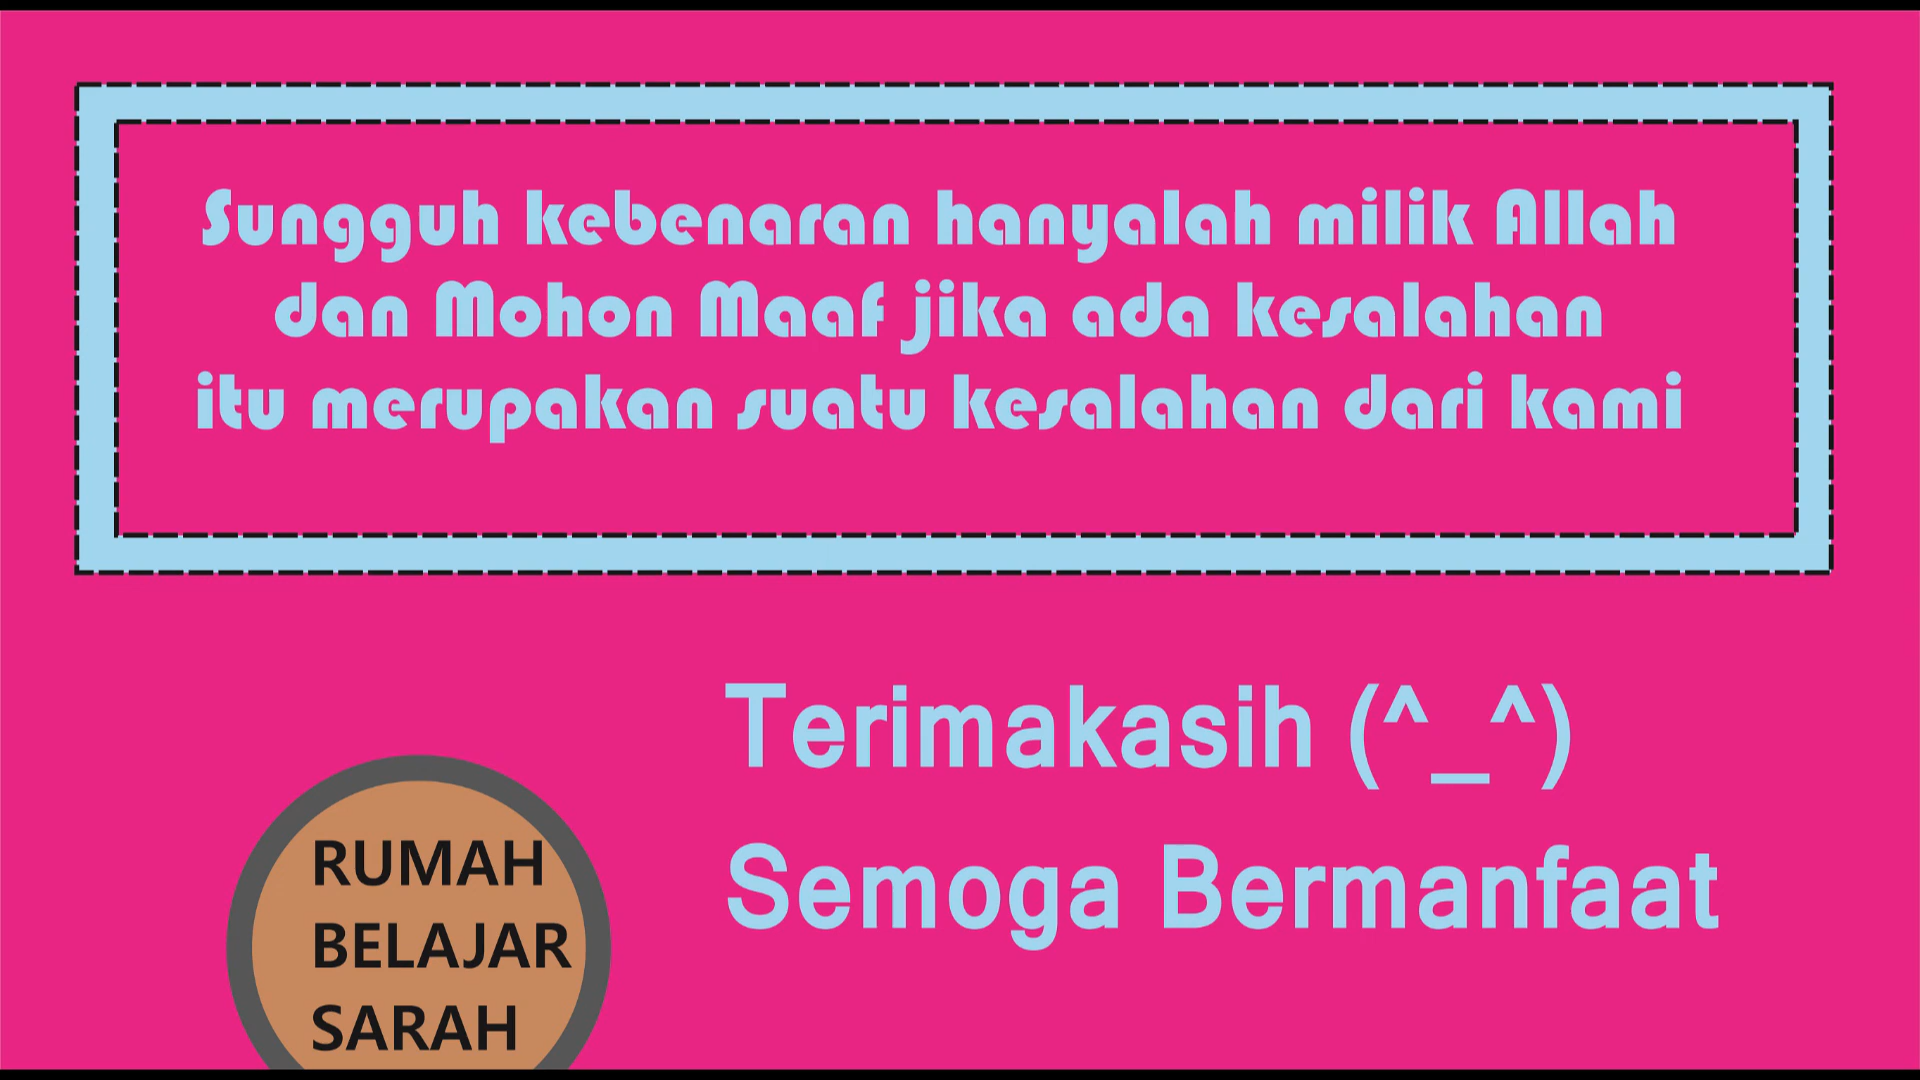 Sungguh kebenaran hanyalah milik Allah
dan Mohon Maaf jika ada kesalahan
itu merupakan suatu kesalahan dari kami
Terimakasih (^_^)
Semoga Bermanfaat
RUMAH
BELAJAR
SARAH